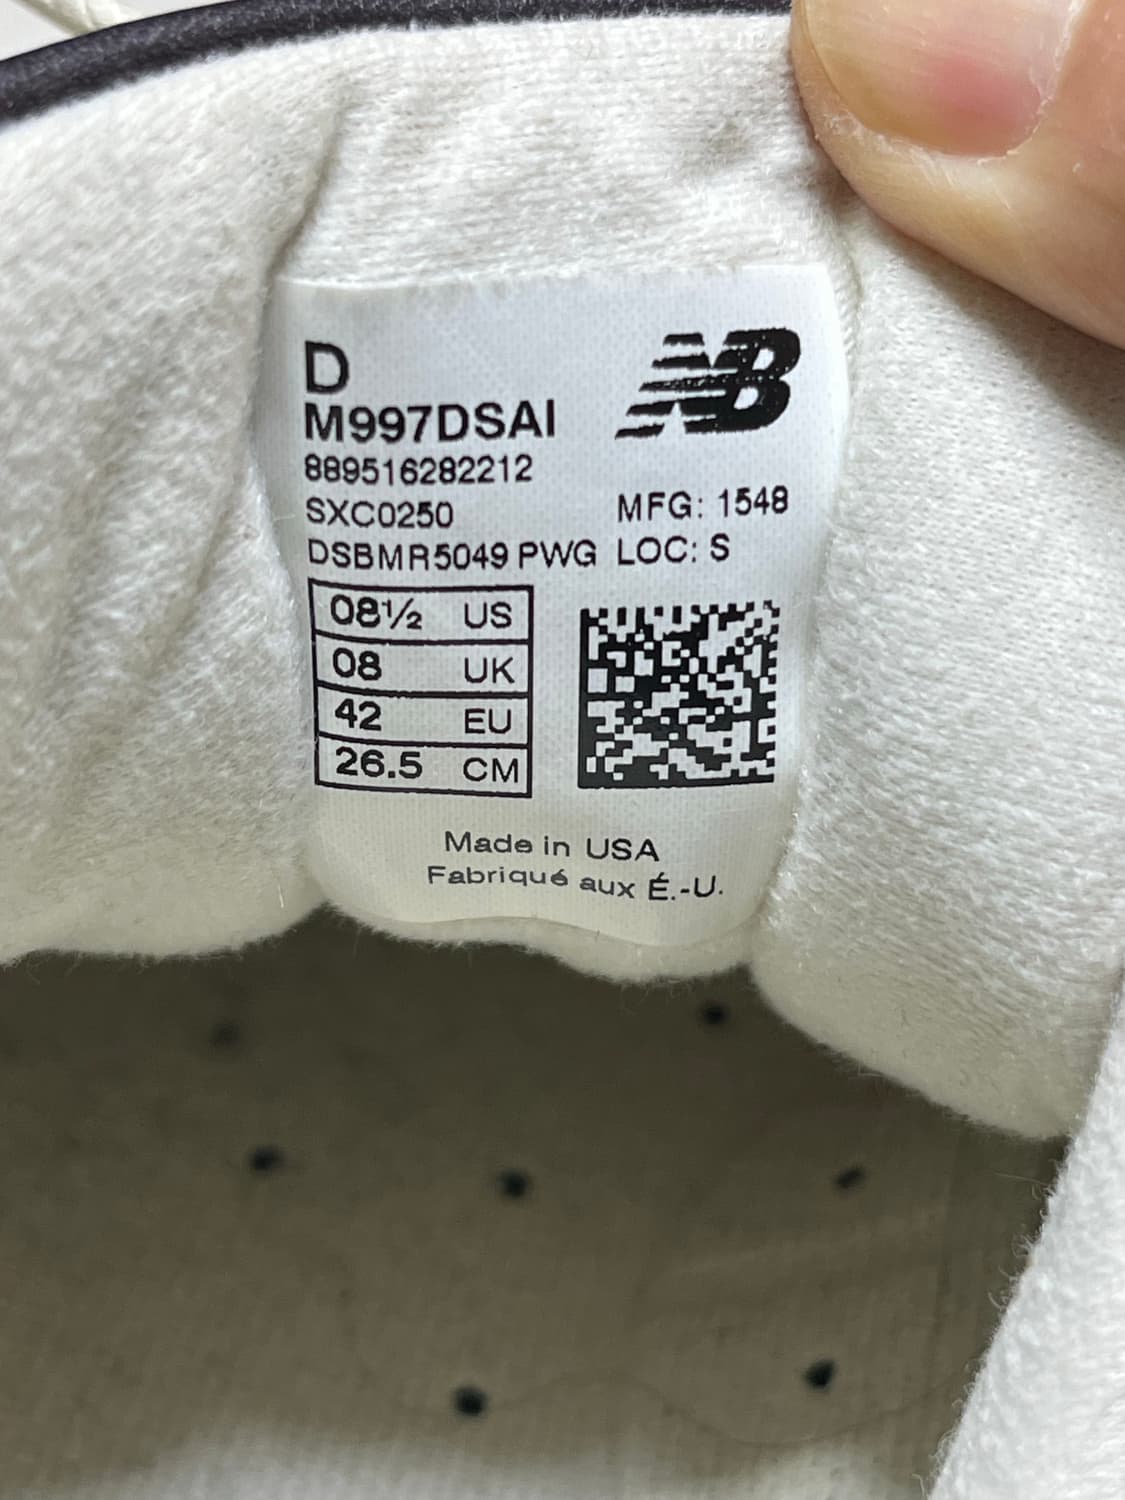 D
NB
M997DSAI
889516282212
SXC0250 MFG: 1548
DSBMR5049 PWG LOC: S
08½ US
08 UK
42 EU
26.5 CM
Made in USA
Fabriqué aux É.-U.